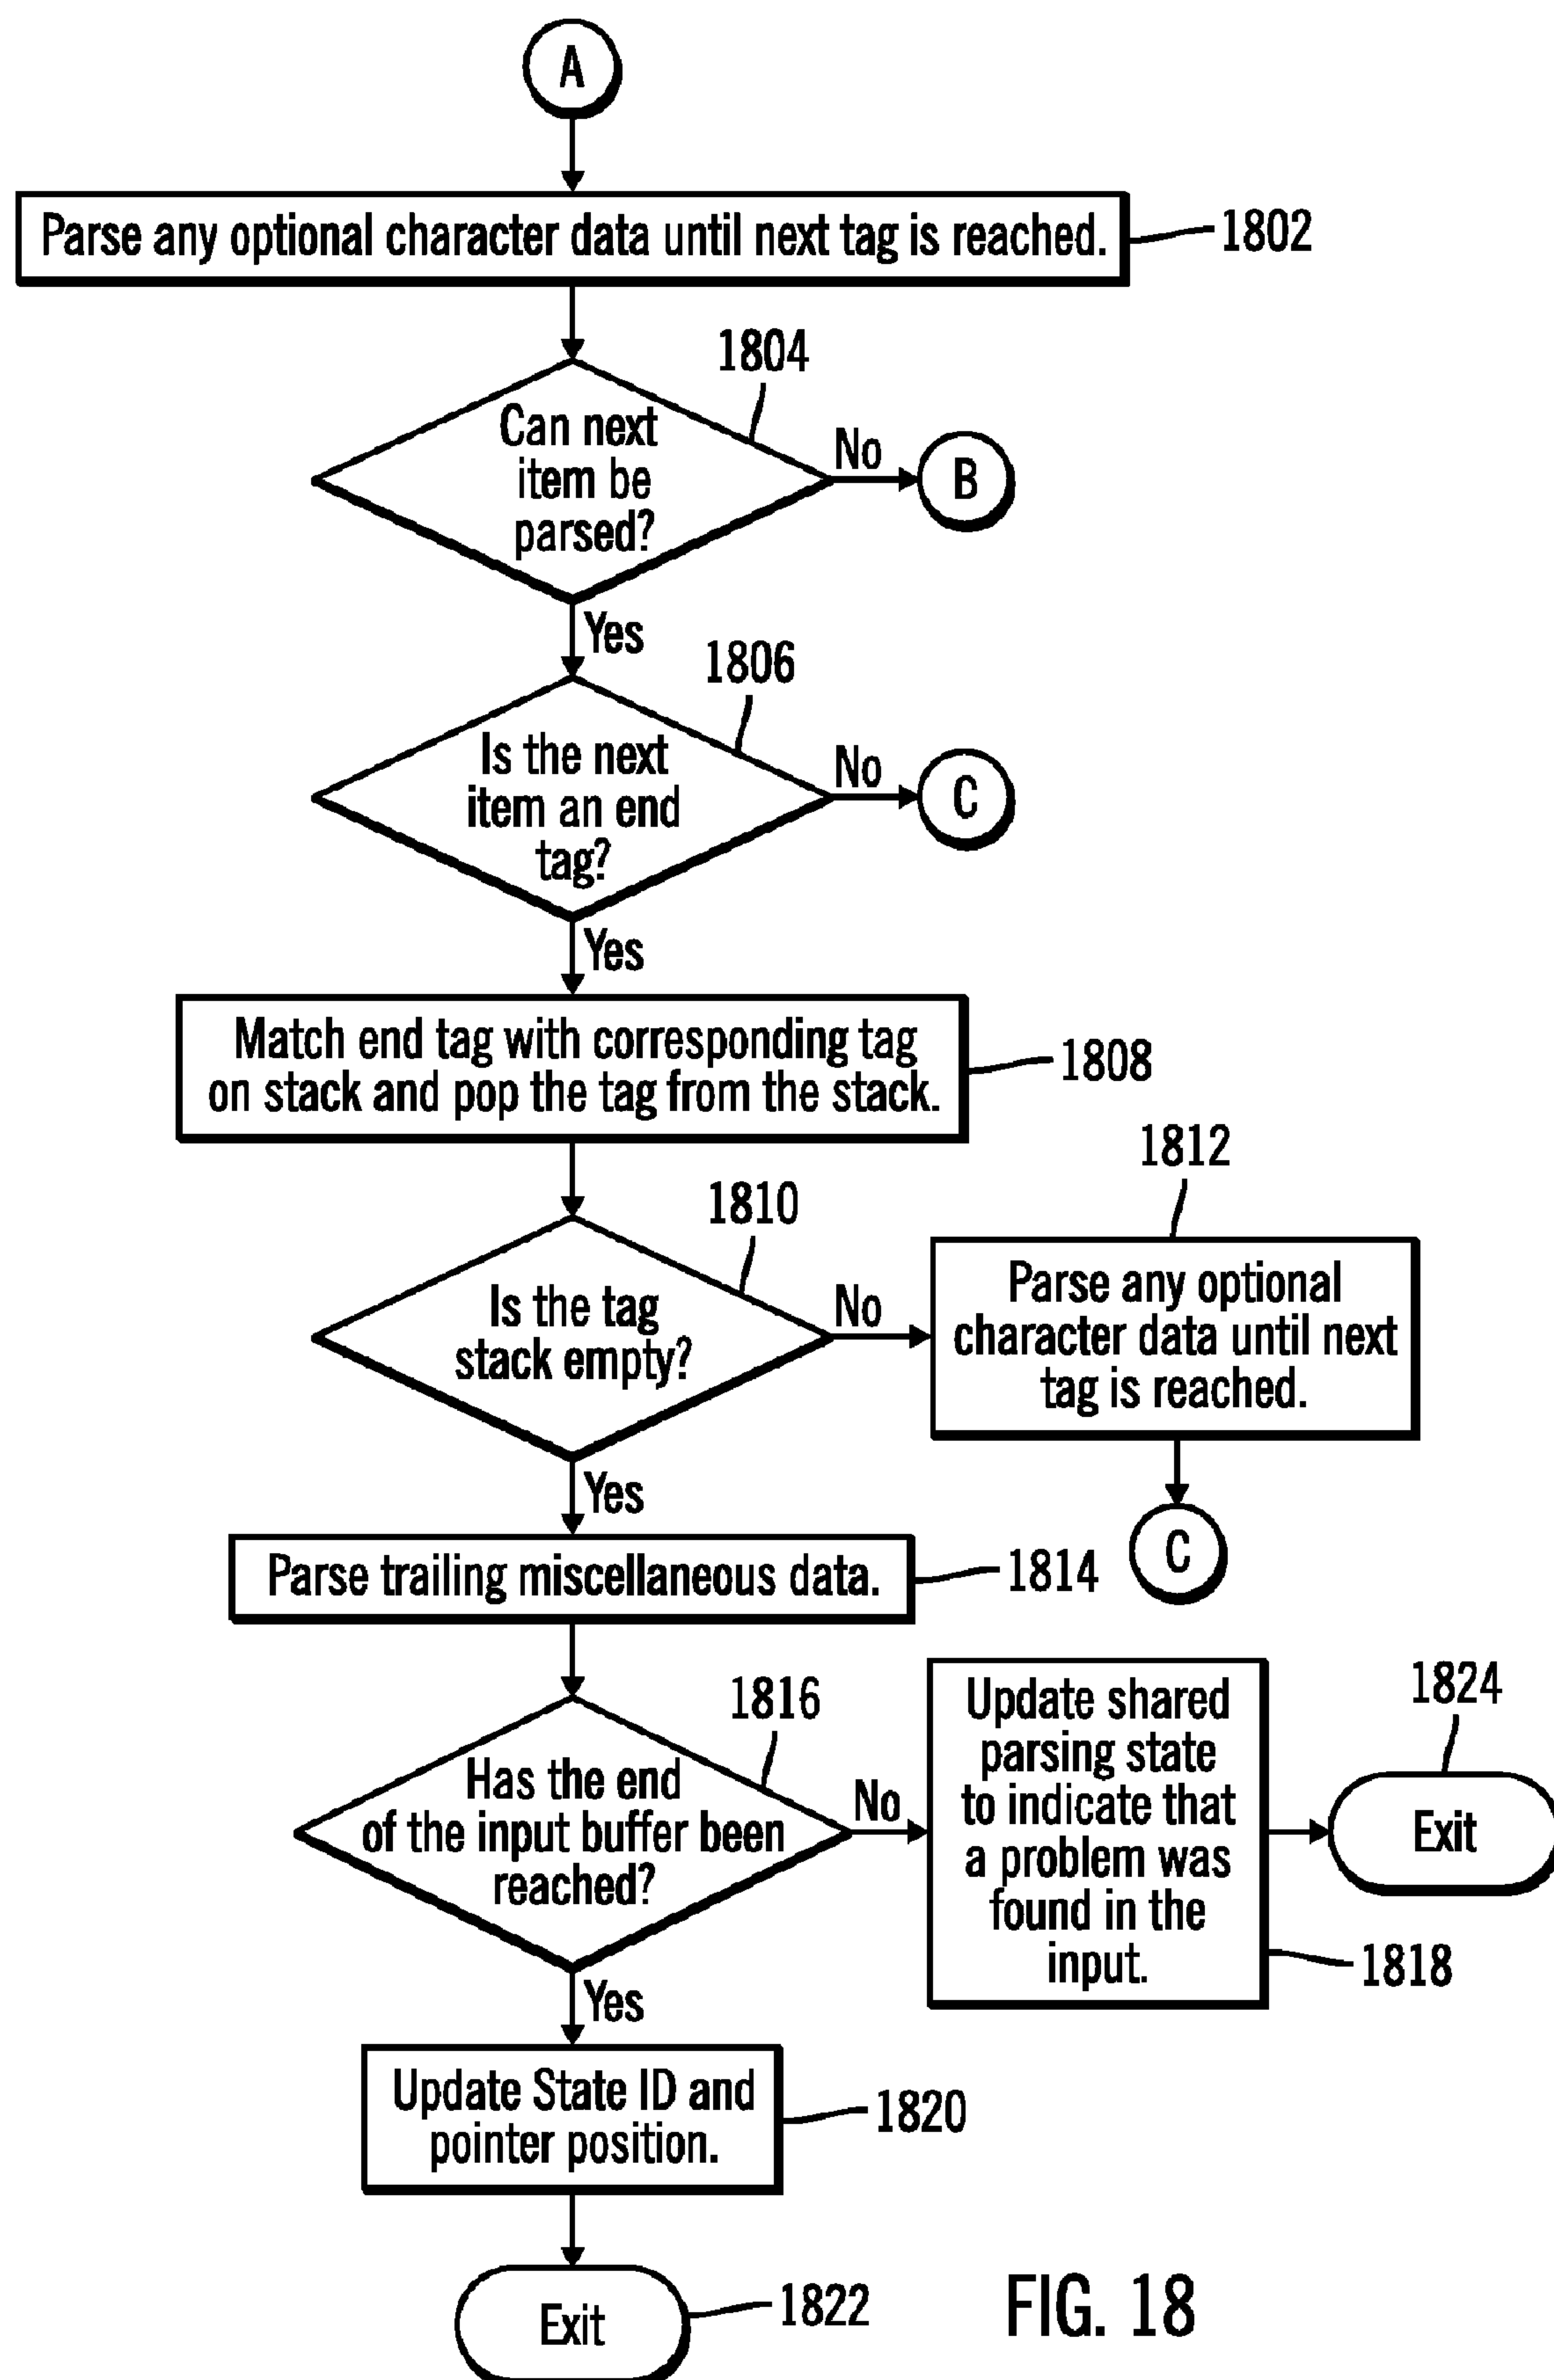 A
Parse any optional character data until next tag is reached.
1802
1804
Can next
item be
parsed?
No
B
Yes
1806
Is the next
item an end
tag?
No
C
Yes
Match end tag with corresponding tag
on stack and pop the tag from the stack.
1808
1810
Is the tag
stack empty?
No
1812
Parse any optional
character data until next
tag is reached.
C
Yes
Parse trailing miscellaneous data.
1814
1816
Has the end
of the input buffer been
reached?
No
Update shared
parsing state
to indicate that
a problem was
found in the
input.
1818
1824
Exit
Yes
Update State ID and
pointer position.
1820
Exit
1822
FIG. 18